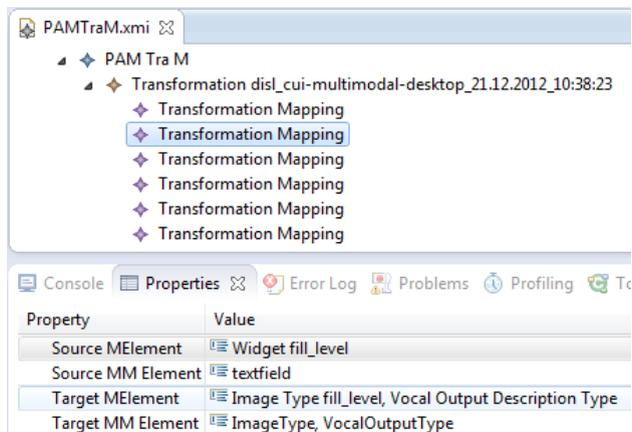 PAMTraM.xmi
PAM Tra M
Transformation disl_cui-multimodal-desktop_21.12.2012_10:38:23
Transformation Mapping
Transformation Mapping
Transformation Mapping
Transformation Mapping
Transformation Mapping
Transformation Mapping
Console Properties Error Log Problems Profiling
Property Value
Source MElement Widget fill_level
Source MM Element textfield
Target MElement Image Type fill_level, Vocal Output Description Type
Target MM Element ImageType, VocalOutputType